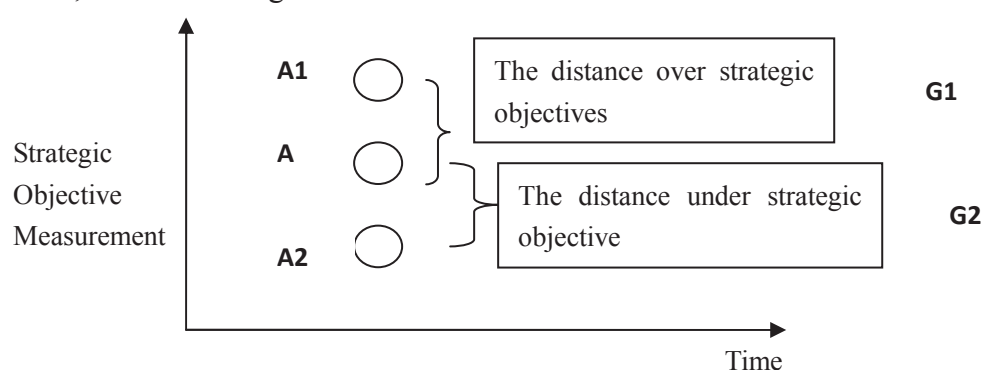 A1
The distance over strategic
objectives
G1
Strategic
Objective
Measurement
A
The distance under strategic
objective
G2
A2
Time